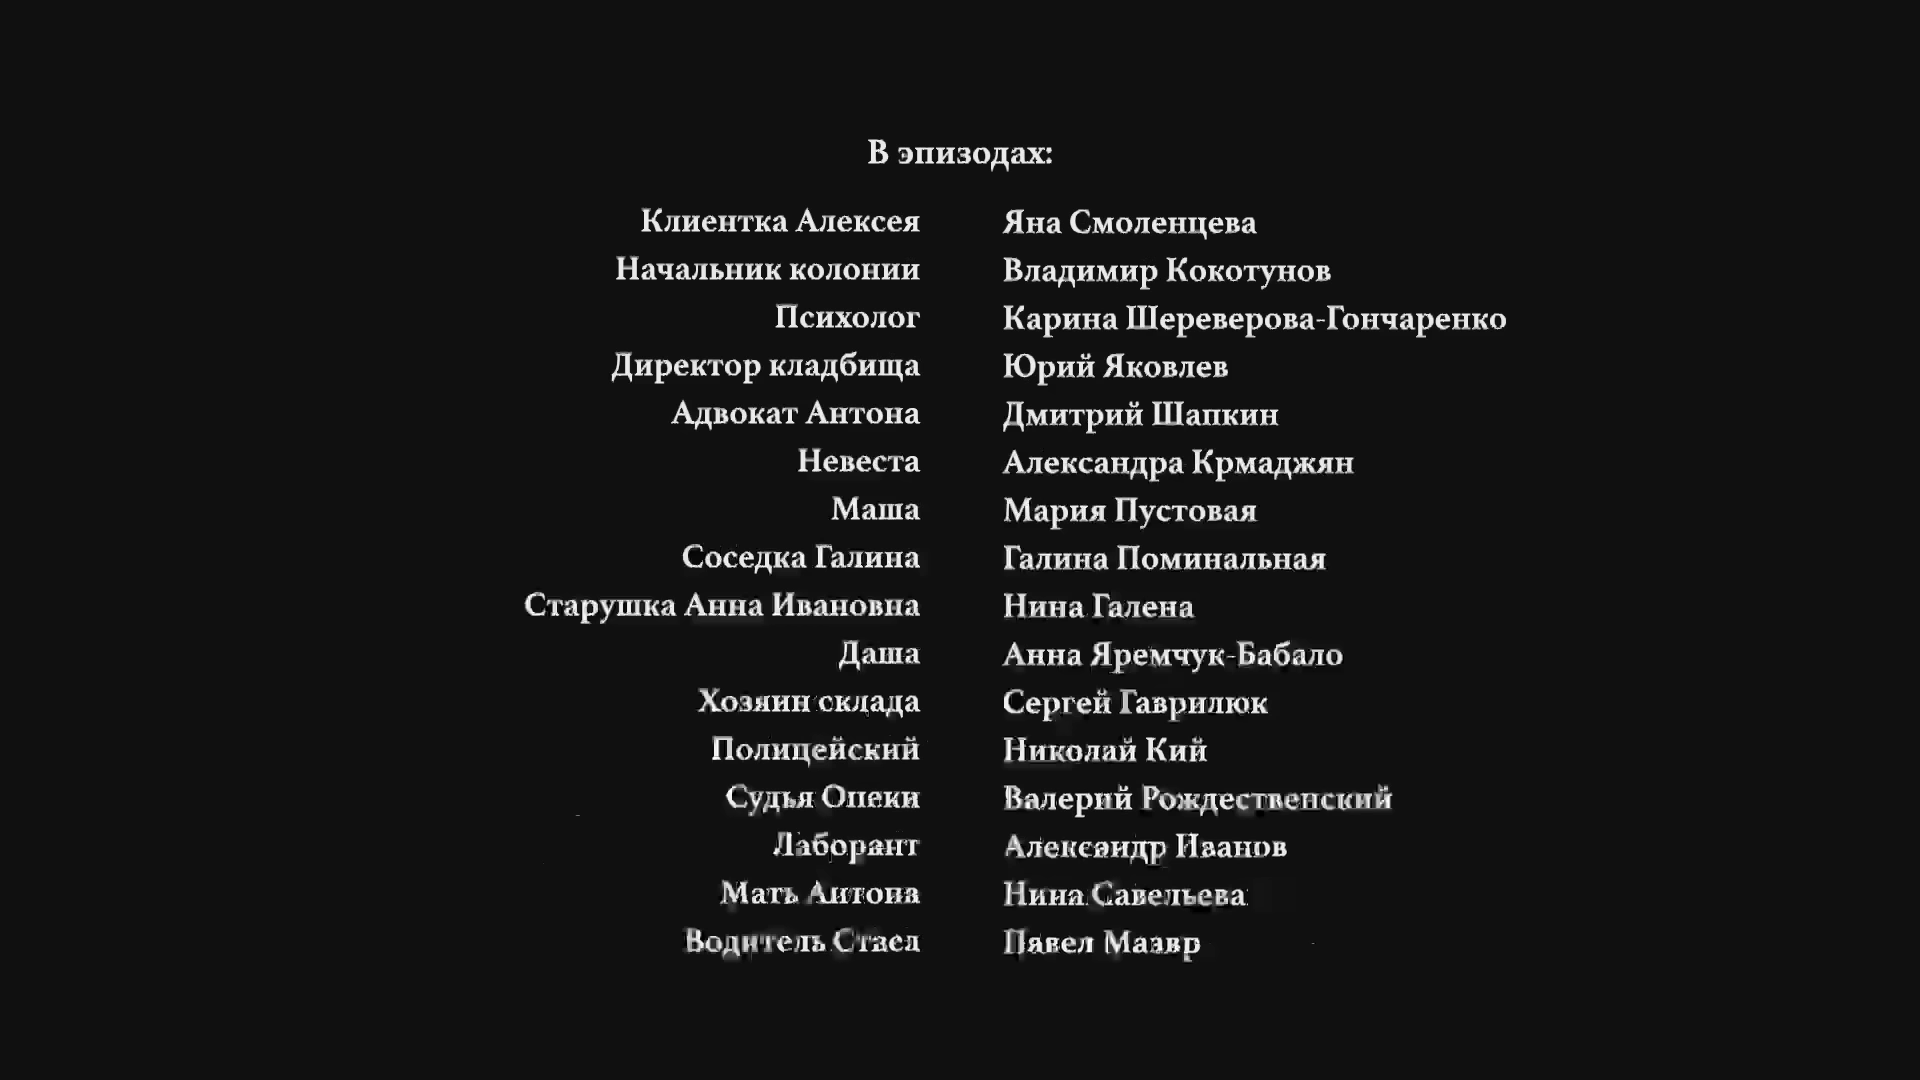 В эпизодах:
Клиентка Алексея Яна Смоленцева
Начальник колонии Владимир Кокотунов
Психолог Карина Шереверова-Гончаренко
Директор кладбища Юрий Яковлев
Адвокат Антона Дмитрий Шапкин
Невеста Александра Крмаджян
Маша Мария Пустовая
Соседка Галина Галина Поминальная
Старушка Анна Ивановна Нина Галена
Даша Анна Яремчук-Бабало
Хозяин склада Сергей Гаврилюк
Полицейский Николай Кий
Судья Опеки Валерий Рождественский
Лаборант Александр Иванов
Мать Антона Нина Савельева
Водитель Павел